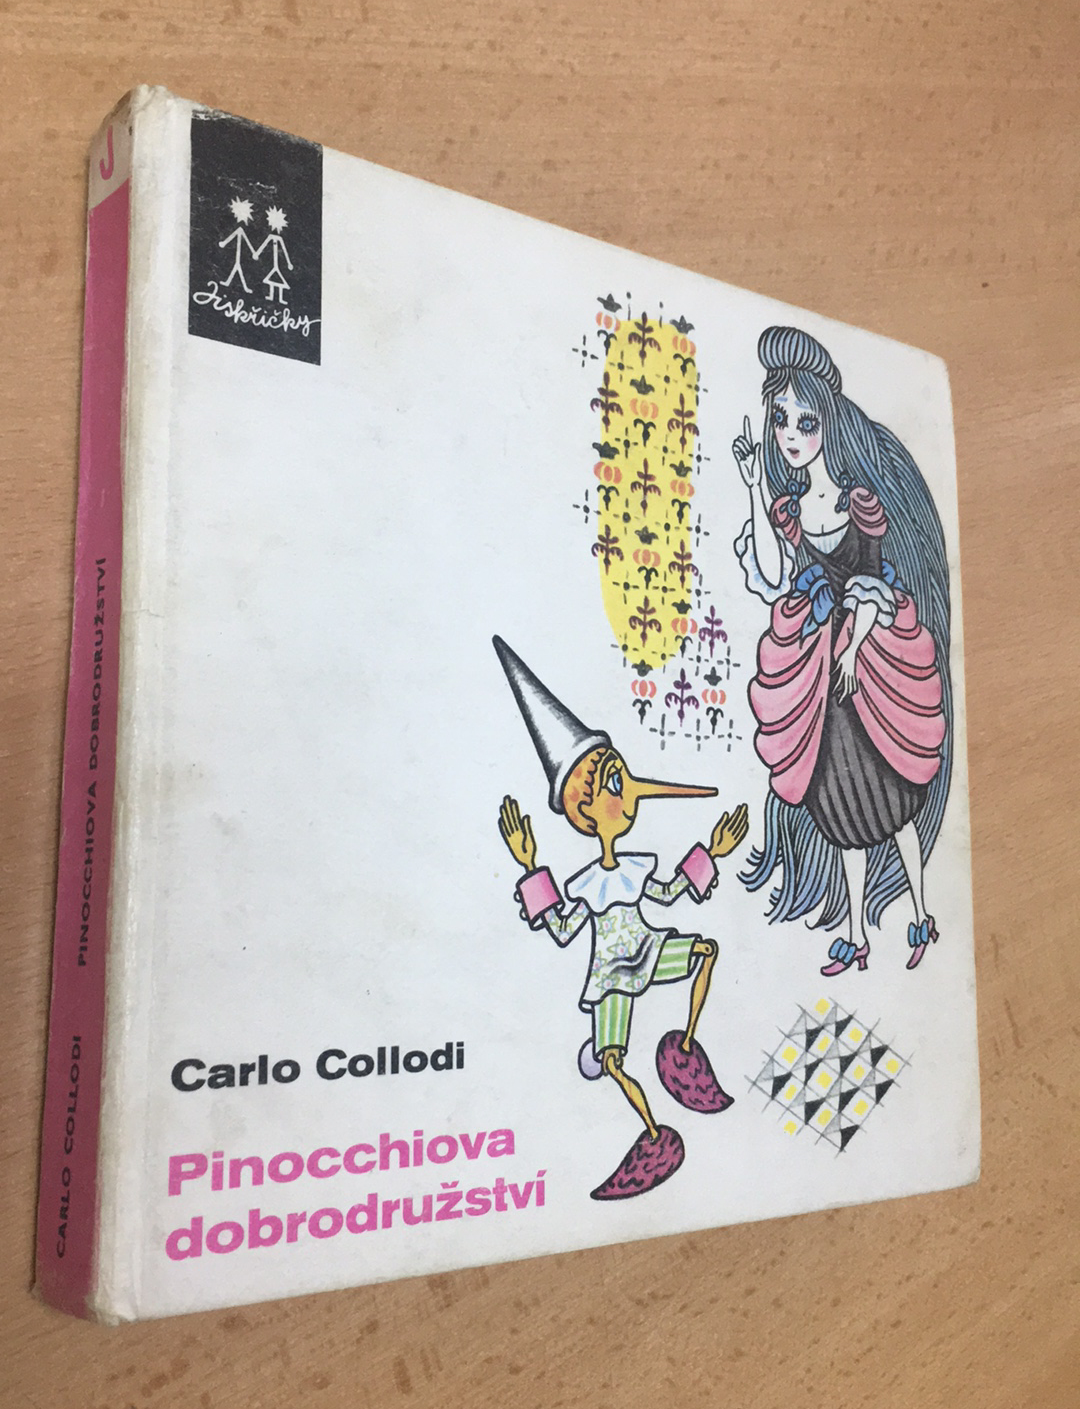 J
Jiskřičky
Carlo Collodi
Pinocchiova
dobrodružství
CARLO COLLODI PINOCCHIOVA DOBRODRUŽSTVÍ